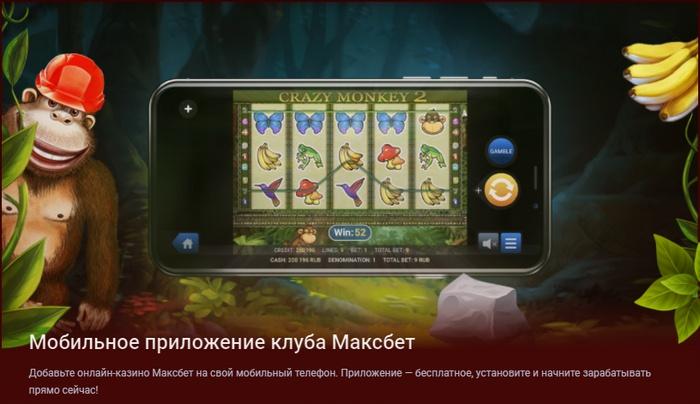 CRAZY MONKEY 2
GAMBLE
Win: 52
LINES: 9 BET: 1 TOTAL BET: 9
CASH: 200 196 RUB DENOMINATION: 1 TOTAL BET: 9 RUB
Мобильное приложение клуба Максбет
Добавьте онлайн-казино Максбет на свой мобильный телефон. Приложение — бесплатное, установите и начните зарабатывать
прямо сейчас!